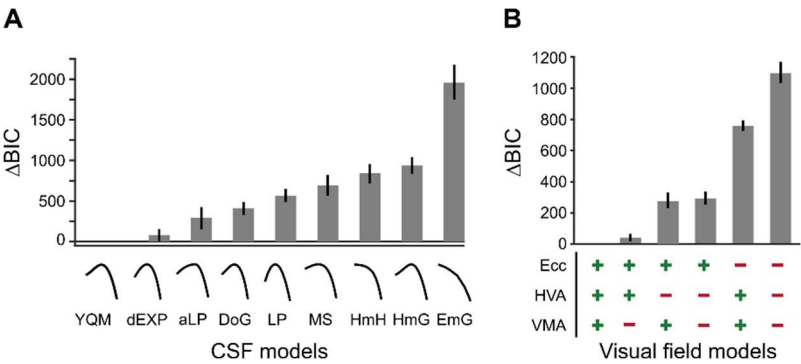 A
ΔBIC
2000
1500
1000
500
0
YQM dEXP aLP DoG LP MS HmH HmG EmG
CSF models
B
ΔBIC
1200
1000
800
600
400
200
0
Ecc + + + + − −
HVA + + − − + −
VMA + − + − + −
Visual field models